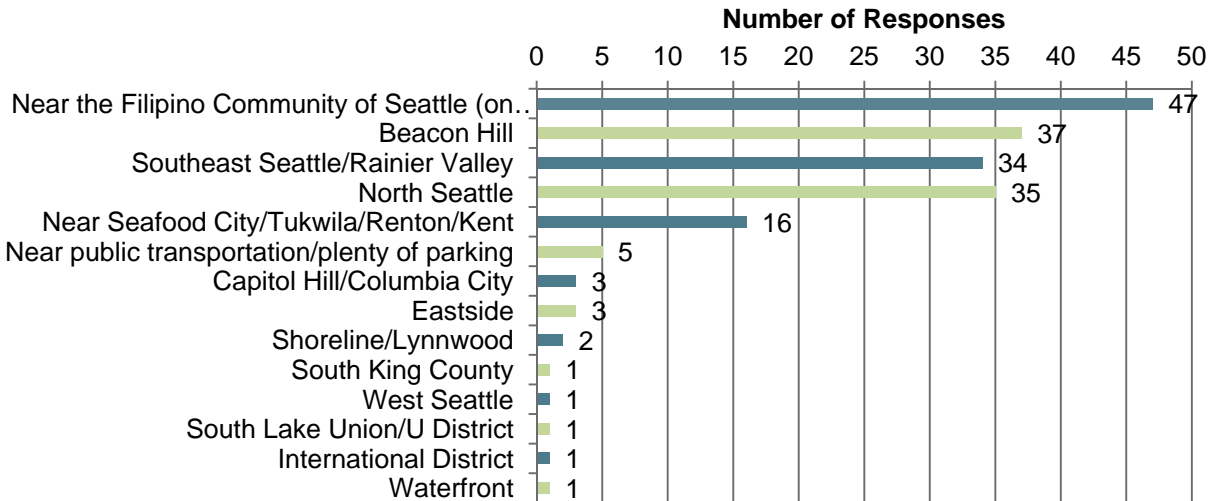 Number of Responses
0 5 10 15 20 25 30 35 40 45 50
Near the Filipino Community of Seattle (on… 47
Beacon Hill 37
Southeast Seattle/Rainier Valley 34
North Seattle 35
Near Seafood City/Tukwila/Renton/Kent 16
Near public transportation/plenty of parking 5
Capitol Hill/Columbia City 3
Eastside 3
Shoreline/Lynnwood 2
South King County 1
West Seattle 1
South Lake Union/U District 1
International District 1
Waterfront 1